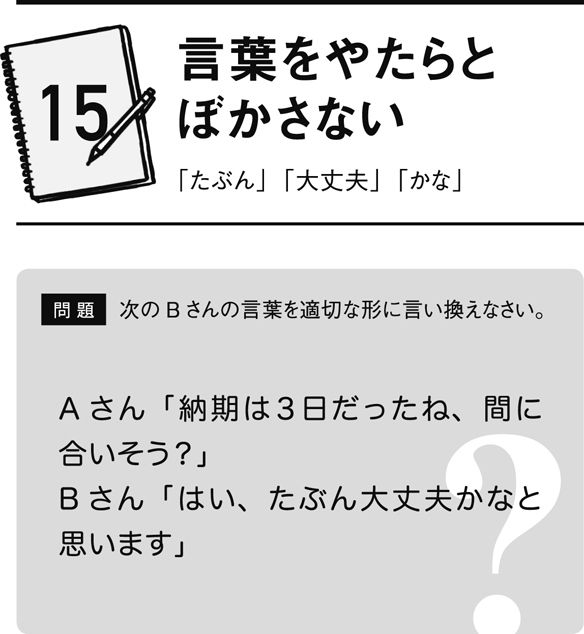 15
言葉をやたらと
ぼかさない
「たぶん」「大丈夫」「かな」
問題 次のBさんの言葉を適切な形に言い換えなさい。
Aさん「納期は3日だったね、間に
合いそう?」
Bさん「はい、たぶん大丈夫かなと
思います」
?